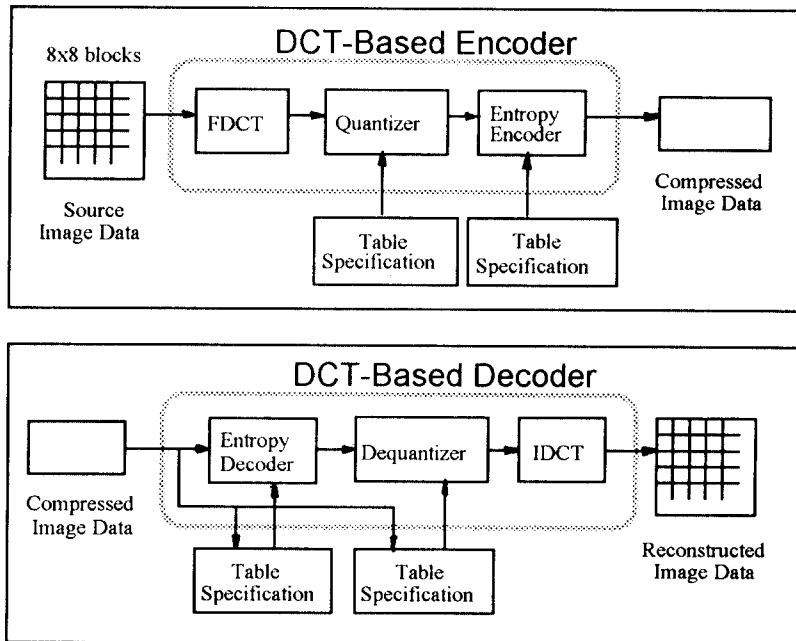 DCT-Based Encoder
8x8 blocks
FDCT
Quantizer
Entropy
Encoder
Source
Image Data
Compressed
Image Data
Table
Specification
Table
Specification
DCT-Based Decoder
Entropy
Decoder
Dequantizer
IDCT
Compressed
Image Data
Table
Specification
Table
Specification
Reconstructed
Image Data